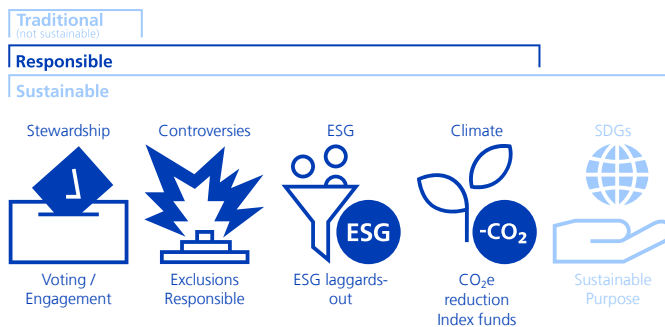 Traditional
(not sustainable)
Responsible
Sustainable
Stewardship
Controversies
ESG
Climate
SDGs
ESG
-CO₂
Voting /
Engagement
Exclusions
Responsible
ESG laggards-
out
CO₂e
reduction
Index funds
Sustainable
Purpose